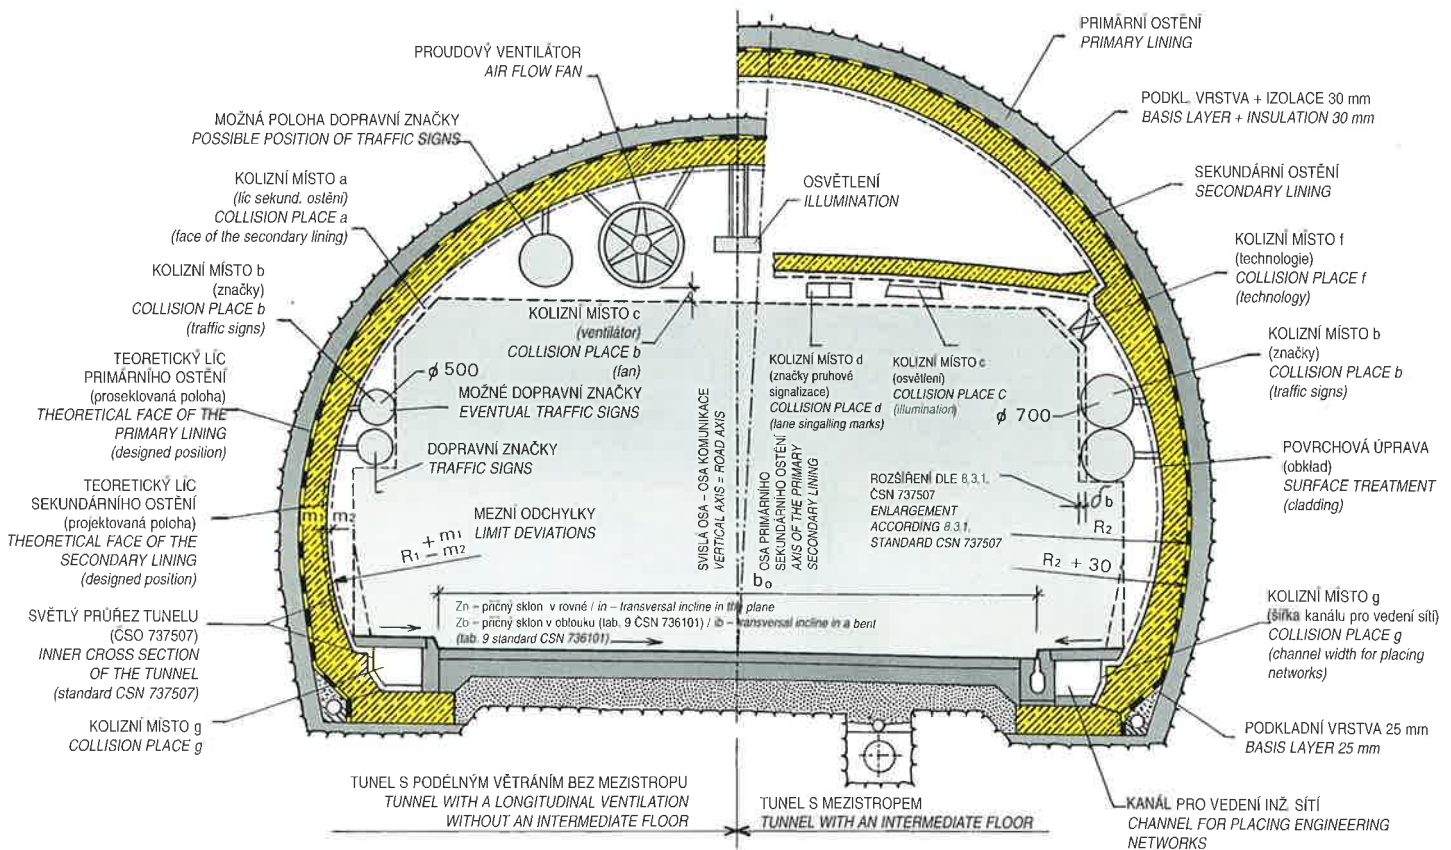 PROUDOVÝ VENTILÁTOR
AIR FLOW FAN
MOŽNÁ POLOHA DOPRAVNÍ ZNAČKY
POSSIBLE POSITION OF TRAFFIC SIGNS
KOLIZNÍ MÍSTO a
(líc sekund. ostění)
COLLISION PLACE a
(face of the secondary lining)
KOLIZNÍ MÍSTO b
(značky)
COLLISION PLACE b
(traffic signs)
TEORETICKÝ LÍC
PRIMÁRNÍHO OSTĚNÍ
(proseklovaná poloha)
THEORETICAL FACE OF THE
PRIMARY LINING
(designed position)
TEORETICKÝ LÍC
SEKUNDÁRNÍHO OSTĚNÍ
(projektovaná poloha)
THEORETICAL FACE OF THE
SECONDARY LINING
(designed position)
SVĚTLÝ PRŮŘEZ TUNELU
(ČSO 737507)
INNER CROSS SECTION
OF THE TUNNEL
(standard CSN 737507)
KOLIZNÍ MÍSTO g
COLLISION PLACE g
OSVĚTLENÍ
ILLUMINATION
KOLIZNÍ MÍSTO c
(ventilátor)
COLLISION PLACE b
(fan)
ϕ 500
MOŽNÉ DOPRAVNÍ ZNAČKY
EVENTUAL TRAFFIC SIGNS
DOPRAVNÍ ZNAČKY
TRAFFIC SIGNS
m1 m2
MEZNÍ ODCHYLKY
LIMIT DEVIATIONS
R1 + m1 − m2
SVISLÁ OSA – OSA KOMUNIKACE
VERTICAL AXIS = ROAD AXIS
OSA PRIMÁRNÍHO
SEKUNDÁRNÍHO OSTĚNÍ
AXIS OF THE PRIMARY
SECONDARY LINING
KOLIZNÍ MÍSTO d
(značky pruhové
signalizace)
COLLISION PLACE d
(lane singalling marks)
KOLIZNÍ MÍSTO c
(osvětlení)
COLLISION PLACE C
(illumination)
ϕ 700
ROZŠÍŘENÍ DLE 8.3.1.
ČSN 737507
ENLARGEMENT
ACCORDING 8.3.1.
STANDARD CSN 737507
δb
R2
R2 + 30
bo
Zn – příčný sklon v rovné / in – transversal incline in the plane
Zb – příčný sklon v oblouku (tab. 9 ČSN 736101) / ib – transversal incline in a bent
(tab. 9 standard CSN 736101)
PRIMÁRNÍ OSTĚNÍ
PRIMARY LINING
PODKL. VRSTVA + IZOLACE 30 mm
BASIS LAYER + INSULATION 30 mm
SEKUNDÁRNÍ OSTĚNÍ
SECONDARY LINING
KOLIZNÍ MÍSTO f
(technologie)
COLLISION PLACE f
(technology)
KOLIZNÍ MÍSTO b
(značky)
COLLISION PLACE b
(traffic signs)
POVRCHOVÁ ÚPRAVA
(obklad)
SURFACE TREATMENT
(cladding)
KOLIZNÍ MÍSTO g
(šířka kanálu pro vedení sítí)
COLLISION PLACE g
(channel width for placing
networks)
PODKLADNÍ VRSTVA 25 mm
BASIS LAYER 25 mm
KANÁL PRO VEDENÍ INŽ. SÍTÍ
CHANNEL FOR PLACING ENGINEERING
NETWORKS
TUNEL S PODÉLNÝM VĚTRÁNÍM BEZ MEZISTROPU
TUNNEL WITH A LONGITUDINAL VENTILATION
WITHOUT AN INTERMEDIATE FLOOR
TUNEL S MEZISTROPEM
TUNNEL WITH AN INTERMEDIATE FLOOR